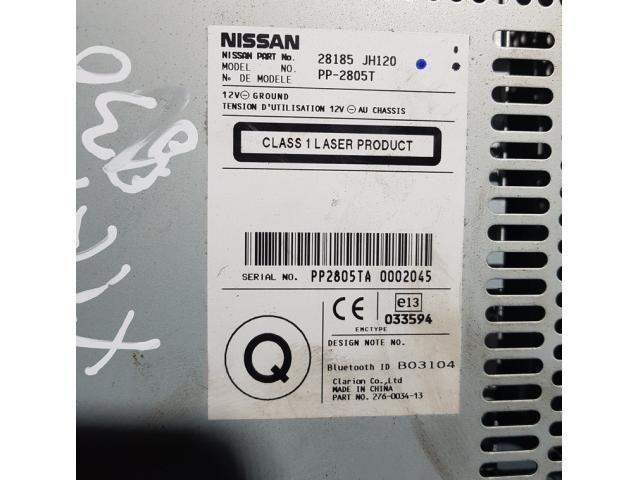 NISSAN
NISSAN PART No. 28185 JH120
MODEL NO. PP-2805T
No DE MODELE
12V⊖ GROUND
TENSION D'UTILISATION 12V⊖ AU CHASSIS
CLASS 1 LASER PRODUCT
SERIAL NO. PP2805TA 0002045
CE e13
033594
EMCTYPE
DESIGN NOTE NO.
Q
Bluetooth ID B03104
Clarion Co.,Ltd
MADE IN CHINA
PART NO. 276-0034-13